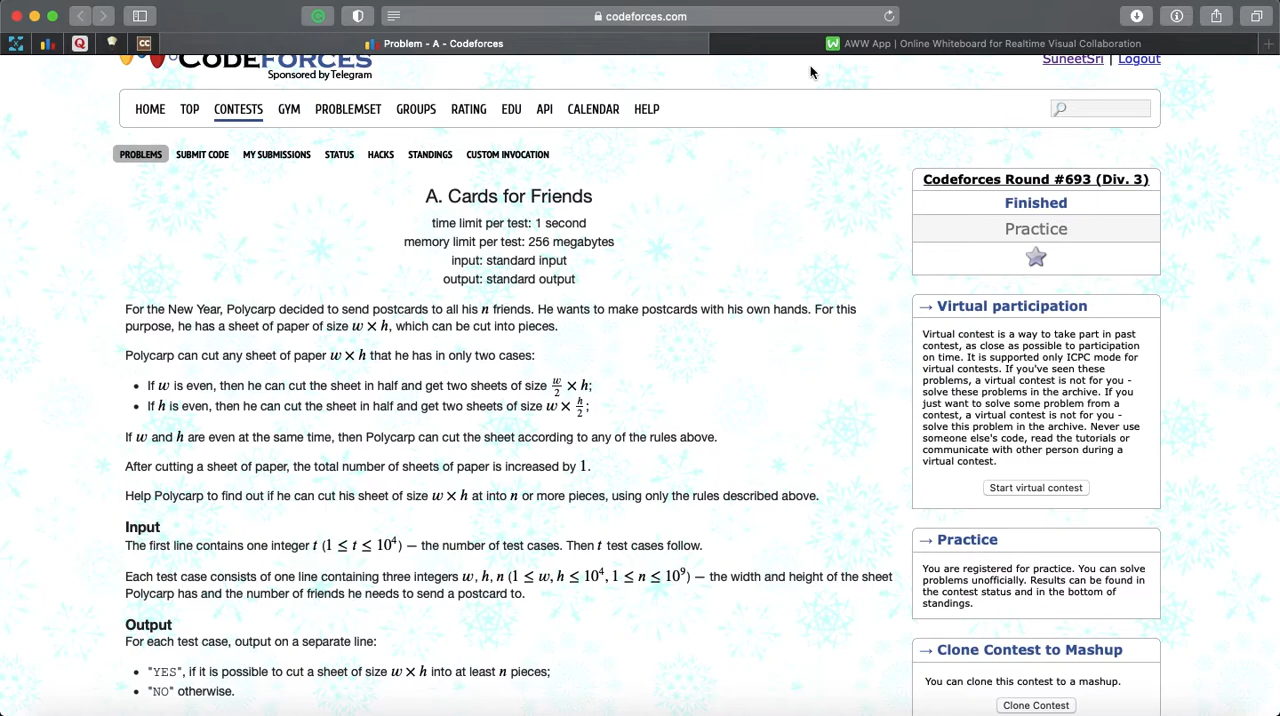 codeforces.com
Problem - A - Codeforces
AWW App | Online Whiteboard for Realtime Visual Collaboration
CODEFORCES
Sponsored by Telegram
SuneetSri | Logout
HOME TOP CONTESTS GYM PROBLEMSET GROUPS RATING EDU API CALENDAR HELP
PROBLEMS SUBMIT CODE MY SUBMISSIONS STATUS HACKS STANDINGS CUSTOM INVOCATION
A. Cards for Friends
time limit per test: 1 second
memory limit per test: 256 megabytes
input: standard input
output: standard output
For the New Year, Polycarp decided to send postcards to all his n friends. He wants to make postcards with his own hands. For this
purpose, he has a sheet of paper of size w × h, which can be cut into pieces.
Polycarp can cut any sheet of paper w × h that he has in only two cases:
• If w is even, then he can cut the sheet in half and get two sheets of size w/2 × h;
• If h is even, then he can cut the sheet in half and get two sheets of size w × h/2;
If w and h are even at the same time, then Polycarp can cut the sheet according to any of the rules above.
After cutting a sheet of paper, the total number of sheets of paper is increased by 1.
Help Polycarp to find out if he can cut his sheet of size w × h at into n or more pieces, using only the rules described above.
Input
The first line contains one integer t (1 ≤ t ≤ 10⁴) — the number of test cases. Then t test cases follow.
Each test case consists of one line containing three integers w, h, n (1 ≤ w, h ≤ 10⁴, 1 ≤ n ≤ 10⁹) — the width and height of the sheet
Polycarp has and the number of friends he needs to send a postcard to.
Output
For each test case, output on a separate line:
• "YES", if it is possible to cut a sheet of size w × h into at least n pieces;
• "NO" otherwise.
Codeforces Round #693 (Div. 3)
Finished
Practice
→ Virtual participation
Virtual contest is a way to take part in past
contest, as close as possible to participation
on time. It is supported only ICPC mode for
virtual contests. If you've seen these
problems, a virtual contest is not for you -
solve these problems in the archive. If you
just want to solve some problem from a
contest, a virtual contest is not for you -
solve this problem in the archive. Never use
someone else's code, read the tutorials or
communicate with other person during a
virtual contest.
Start virtual contest
→ Practice
You are registered for practice. You can solve
problems unofficially. Results can be found in
the contest status and in the bottom of
standings.
→ Clone Contest to Mashup
You can clone this contest to a mashup.
Clone Contest